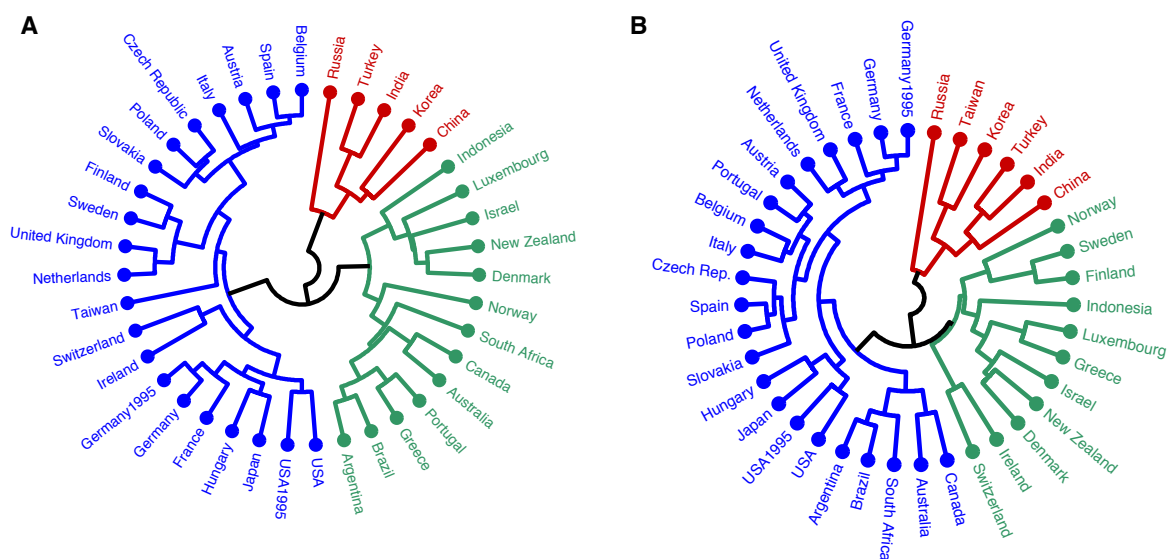 A
Belgium
Spain
Austria
Italy
Czech Republic
Poland
Slovakia
Finland
Sweden
United Kingdom
Netherlands
Taiwan
Switzerland
Ireland
Germany1995
Germany
France
Hungary
Japan
USA1995
USA
Argentina
Brazil
Greece
Portugal
Australia
Canada
South Africa
Norway
Denmark
New Zealand
Israel
Luxembourg
Indonesia
China
Korea
India
Turkey
Russia
B
Germany1995
Germany
France
United Kingdom
Netherlands
Austria
Portugal
Belgium
Italy
Czech Rep.
Spain
Poland
Slovakia
Hungary
Japan
USA1995
USA
Argentina
Brazil
South Africa
Australia
Canada
Switzerland
Ireland
Denmark
New Zealand
Israel
Greece
Luxembourg
Indonesia
Finland
Sweden
Norway
China
India
Turkey
Korea
Taiwan
Russia